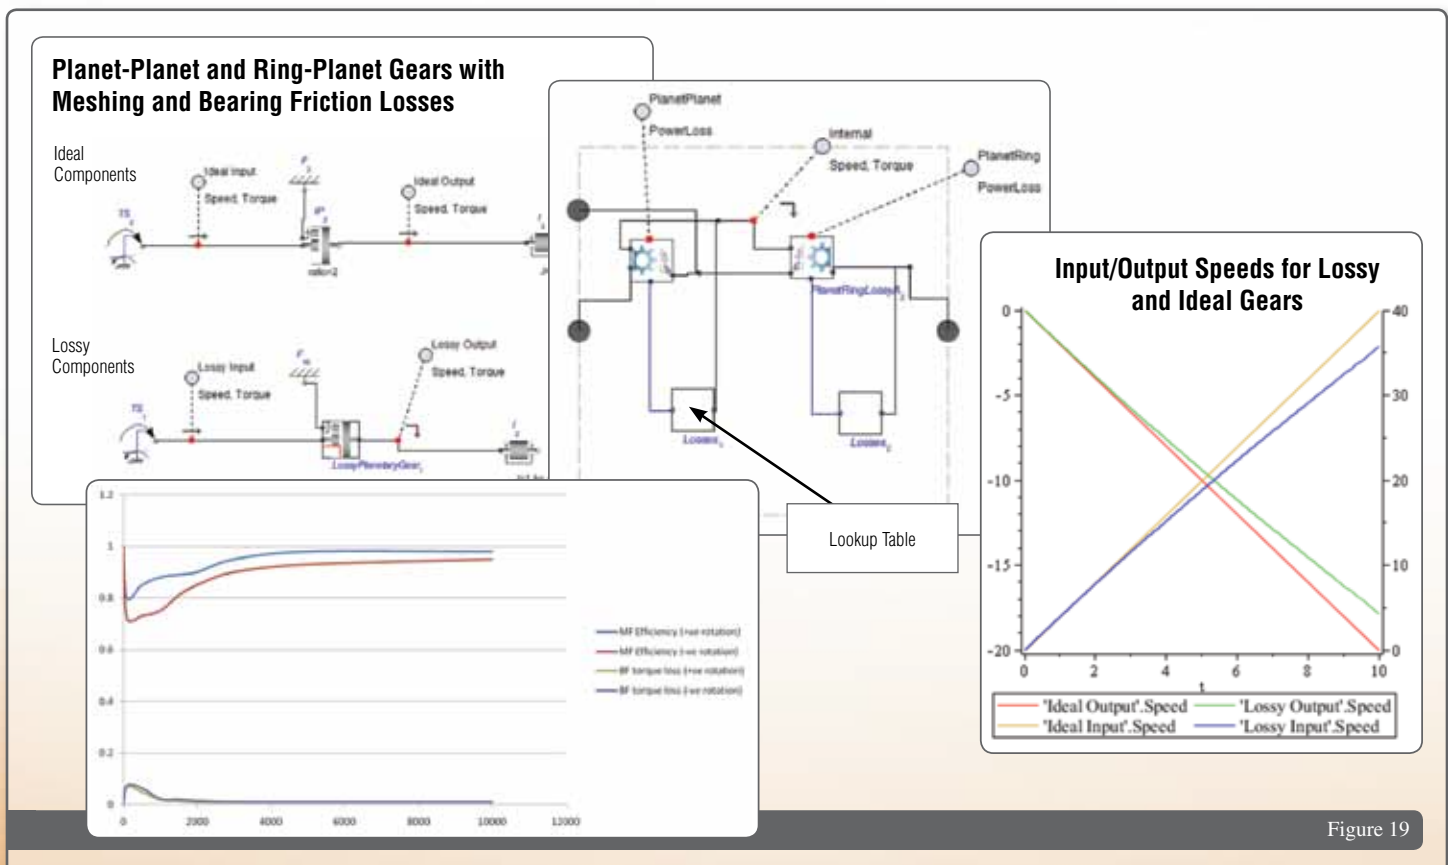 Planet-Planet and Ring-Planet Gears with
Meshing and Bearing Friction Losses
Ideal
Components
Ideal Input
Speed, Torque
Ideal Output
Speed, Torque
ratio=2
Lossy
Components
Lossy Input
Speed, Torque
Lossy Output
Speed, Torque
LossyPlanetaryGear
PlanetPlanet
PowerLoss
Internal
Speed, Torque
PlanetRing
PowerLoss
Losses
Losses
Lookup Table
Input/Output Speeds for Lossy
and Ideal Gears
0
-5
-10
-15
-20
40
30
20
10
0
0 2 4 6 8 10
t
'Ideal Output'.Speed 'Lossy Output'.Speed
'Ideal Input'.Speed 'Lossy Input'.Speed
1.2
1
0.8
0.6
0.4
0.2
0
0 2000 4000 6000 8000 10000 12000
MF Efficiency (+ve rotation)
MF Efficiency (-ve rotation)
BF torque loss (+ve rotation)
BF torque loss (-ve rotation)
Figure 19